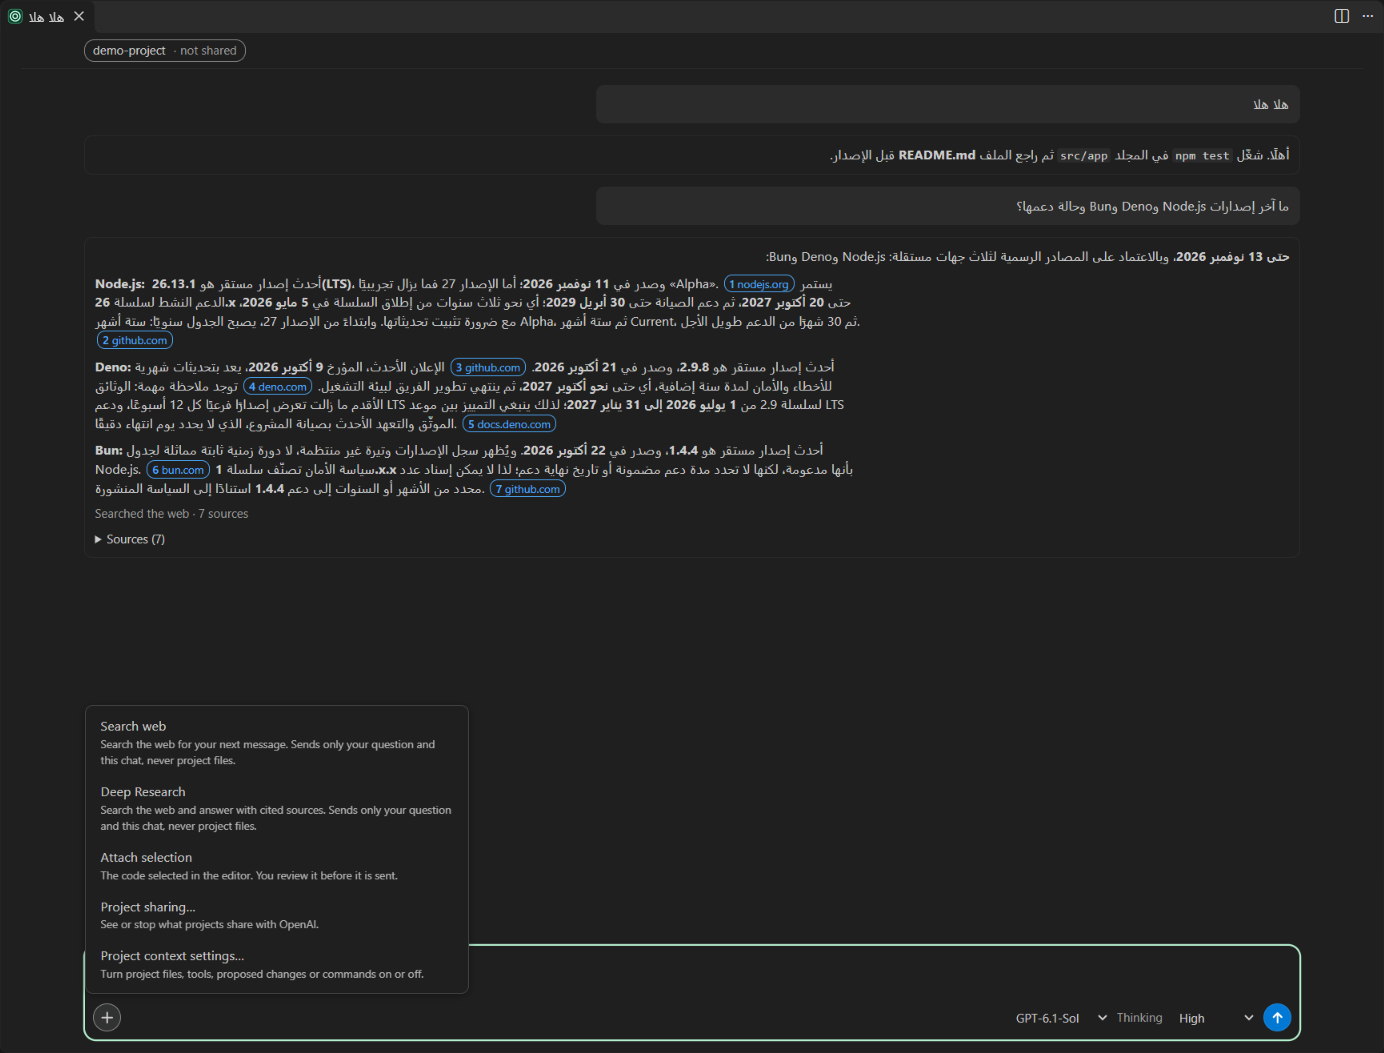 هلا هلا
demo-project · not shared
هلا هلا
أهلًا. شغّل npm test في المجلد src/app ثم راجع الملف README.md قبل الإصدار.
ما آخر إصدارات Node.js وDeno وBun وحالة دعمها؟
حتى 13 نوفمبر 2026، وبالاعتماد على المصادر الرسمية لثلاث جهات مستقلة: Node.js وDeno وBun:
Node.js: أحدث إصدار مستقر هو 26.13.1 (LTS)، وصدر في 11 نوفمبر 2026؛ أما الإصدار 27 فما يزال تجريبيًا «Alpha». 1 nodejs.org يستمر
الدعم النشط لسلسلة 26.x حتى 20 أكتوبر 2027، ثم دعم الصيانة حتى 30 أبريل 2029؛ أي نحو ثلاث سنوات من إطلاق السلسلة في 5 مايو 2026،
مع ضرورة تثبيت تحديثاتها. وابتداءً من الإصدار 27، يصبح الجدول سنويًا: ستة أشهر Alpha، ثم ستة أشهر Current، ثم 30 شهرًا من الدعم طويل الأجل.
2 github.com
Deno: أحدث إصدار مستقر هو 2.9.8، وصدر في 21 أكتوبر 2026. 3 github.com الإعلان الأحدث، المؤرخ 9 أكتوبر 2026، يعد بتحديثات شهرية
للأخطاء والأمان لمدة سنة إضافية، أي حتى نحو أكتوبر 2027، ثم ينتهي تطوير الفريق لبيئة التشغيل. 4 deno.com توجد ملاحظة مهمة: الوثائق
الأقدم ما زالت تعرض إصدارًا فرعيًا كل 12 أسبوعًا، ودعم LTS لسلسلة 2.9 من 1 يوليو 2026 إلى 31 يناير 2027؛ لذلك ينبغي التمييز بين موعد LTS
الموثّق والتعهد الأحدث بصيانة المشروع، الذي لا يحدد يوم انتهاء دقيقًا. 5 docs.deno.com
Bun: أحدث إصدار مستقر هو 1.4.4، وصدر في 22 أكتوبر 2026. ويُظهر سجل الإصدارات وتيرة غير منتظمة، لا دورة زمنية ثابتة مماثلة لجدول
Node.js. 6 bun.com سياسة الأمان تصنّف سلسلة 1.x.x بأنها مدعومة، لكنها لا تحدد مدة دعم مضمونة أو تاريخ نهاية دعم؛ لذا لا يمكن إسناد عدد
محدد من الأشهر أو السنوات إلى دعم 1.4.4 استنادًا إلى السياسة المنشورة. 7 github.com
Searched the web · 7 sources
Sources (7)
Search web
Search the web for your next message. Sends only your question and
this chat, never project files.
Deep Research
Search the web and answer with cited sources. Sends only your question
and this chat, never project files.
Attach selection
The code selected in the editor. You review it before it is sent.
Project sharing...
See or stop what projects share with OpenAI.
Project context settings...
Turn project files, tools, proposed changes or commands on or off.
GPT-6.1-Sol Thinking High